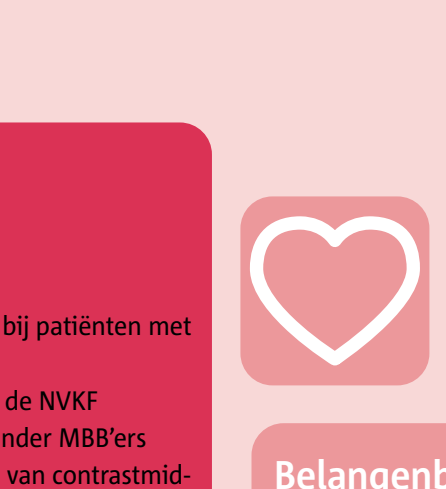 bij patiënten met
de NVKF
nder MBB'ers
van contrastmid-
Belangenb